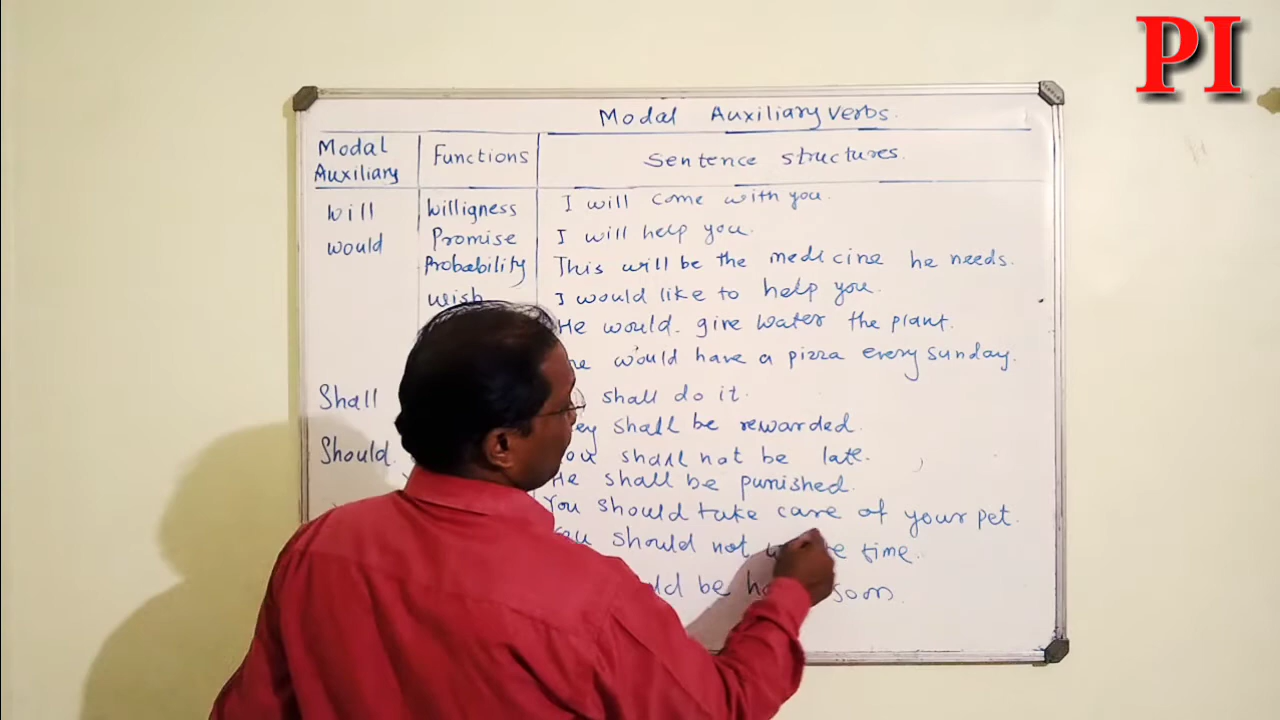 PI
Modal Auxiliary Verbs.
Modal Auxiliary
Functions
Sentence structures.
Will
Willigness
I will come with you.
would
Promise
I will help you.
Probability
This will be the medicine he needs.
Wish
I would like to help you.
He would give water the plant.
would have a pizza every sunday.
Shall
shall do it.
shall be rewarded.
Should
shall not be late.
He shall be punished.
You should take care of your pet.
should not time.
be soon.